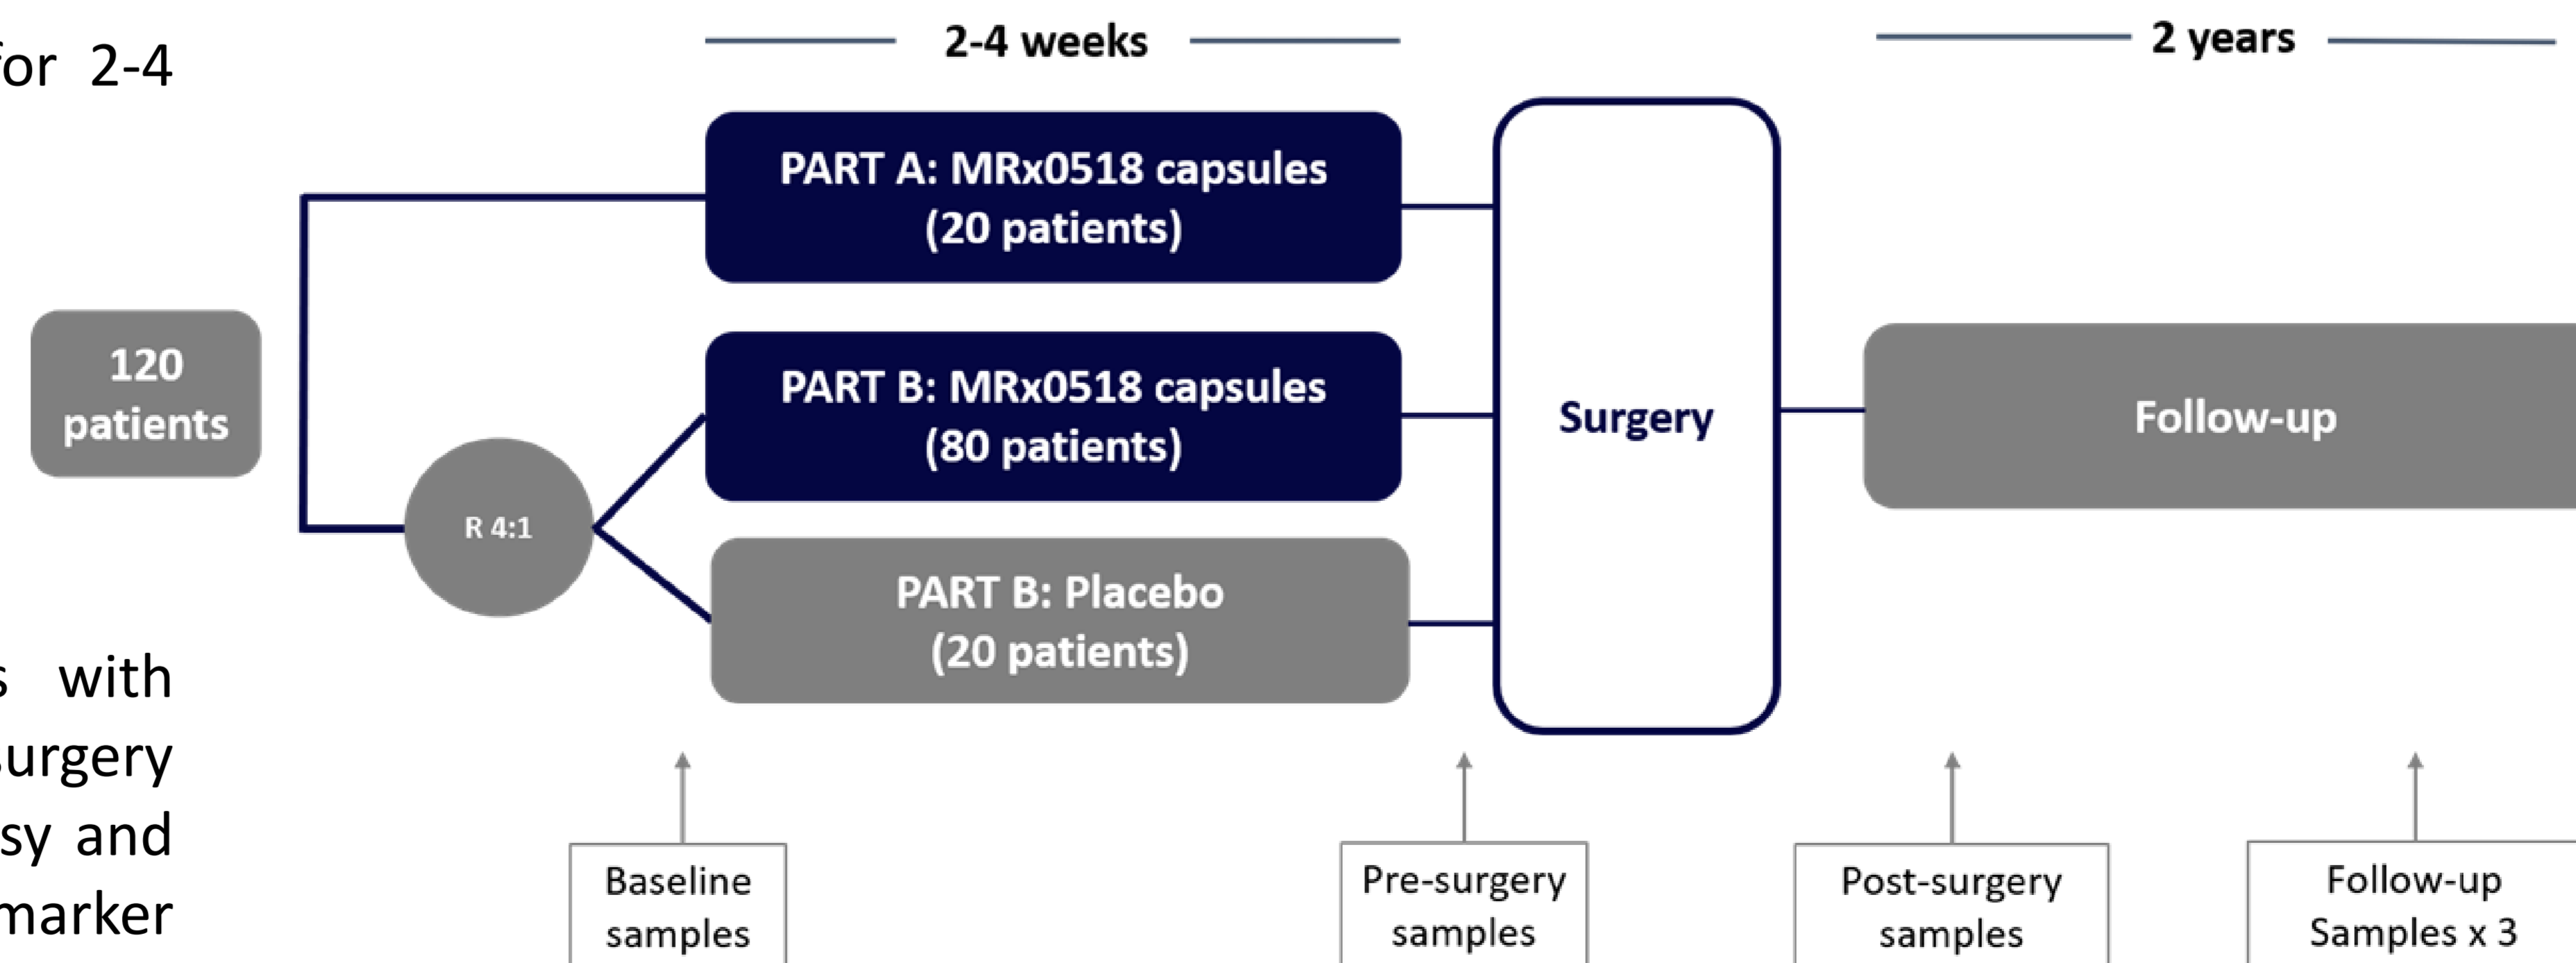 for 2-4
with
surgery
and
marker
2-4 weeks
2 years
PART A: MRx0518 capsules
(20 patients)
120
patients
PART B: MRx0518 capsules
(80 patients)
R 4:1
PART B: Placebo
(20 patients)
Surgery
Follow-up
Baseline
samples
Pre-surgery
samples
Post-surgery
samples
Follow-up
Samples x 3